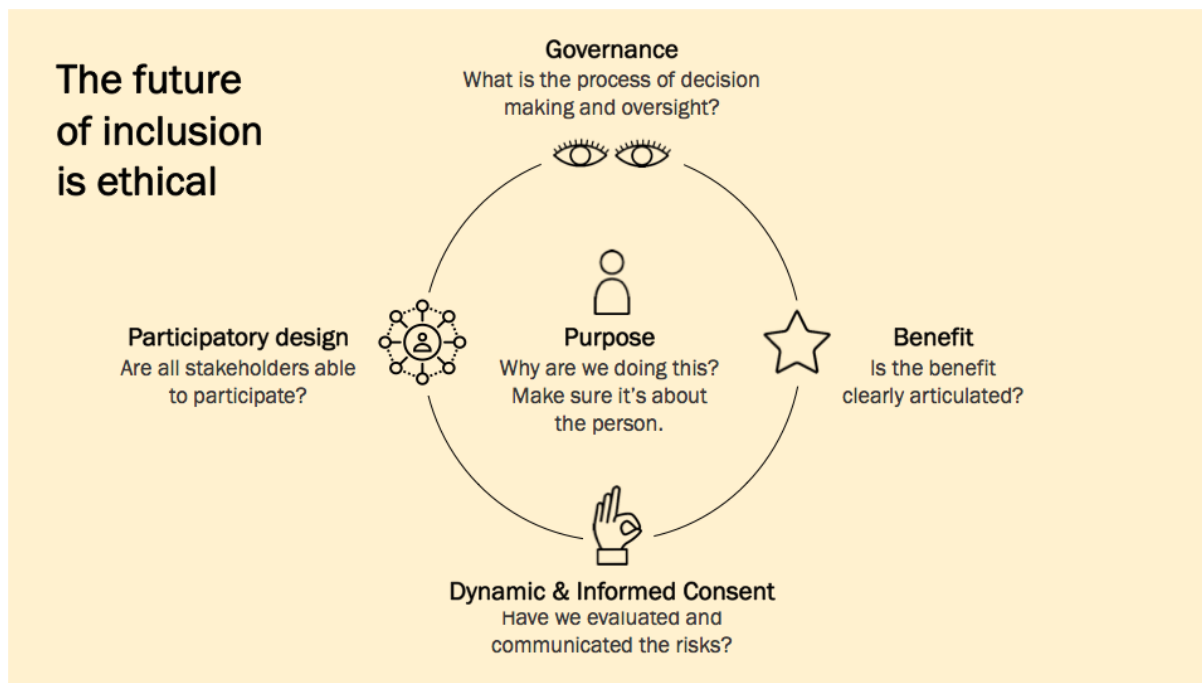 The future
of inclusion
is ethical
Governance
What is the process of decision
making and oversight?
Participatory design
Are all stakeholders able
to participate?
Purpose
Why are we doing this?
Make sure it's about
the person.
Benefit
Is the benefit
clearly articulated?
Dynamic & Informed Consent
Have we evaluated and
communicated the risks?